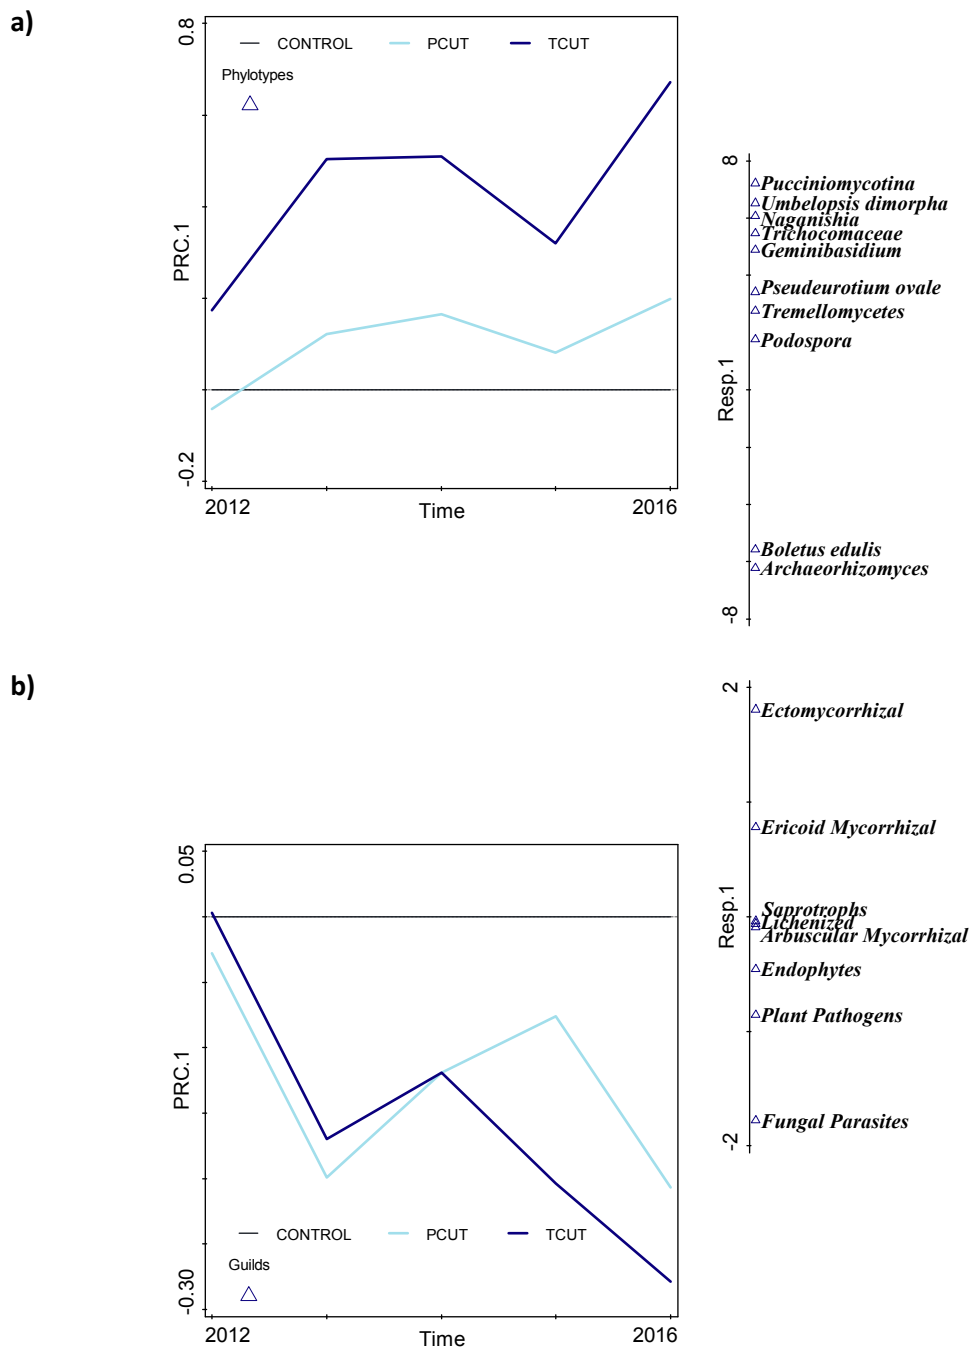 a)
0.8
CONTROL PCUT TCUT
Phylotypes
PRC.1
-0.2
2012 Time 2016
8
Pucciniomycotina
Umbelopsis dimorpha
Naganishia
Trichocomaceae
Geminibasidium
Pseudeurotium ovale
Tremellomycetes
Podospora
Resp.1
Boletus edulis
Archaeorhizomyces
-8
b)
0.05
PRC.1
CONTROL PCUT TCUT
Guilds
-0.30
2012 Time 2016
2
Ectomycorrhizal
Ericoid Mycorrhizal
Resp.1
Saprotrophs
Lichenized
Arbuscular Mycorrhizal
Endophytes
Plant Pathogens
Fungal Parasites
-2